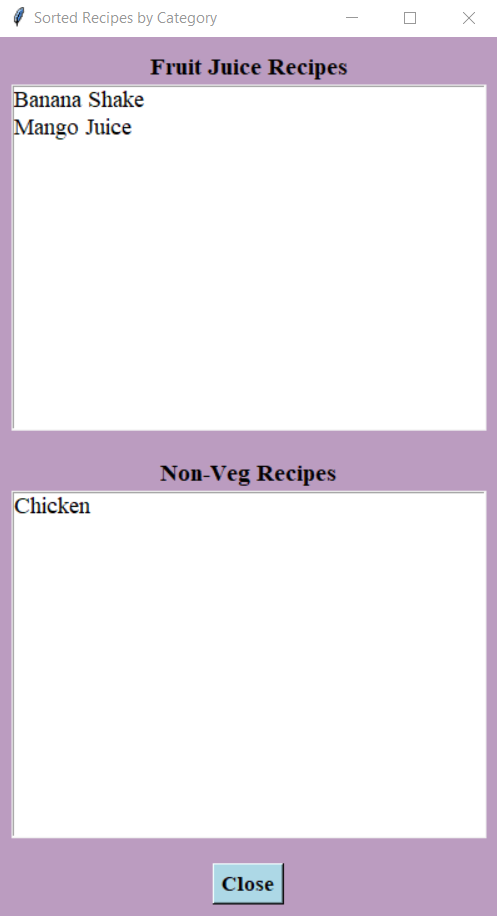 Sorted Recipes by Category
Fruit Juice Recipes
Banana Shake
Mango Juice
Non-Veg Recipes
Chicken
Close